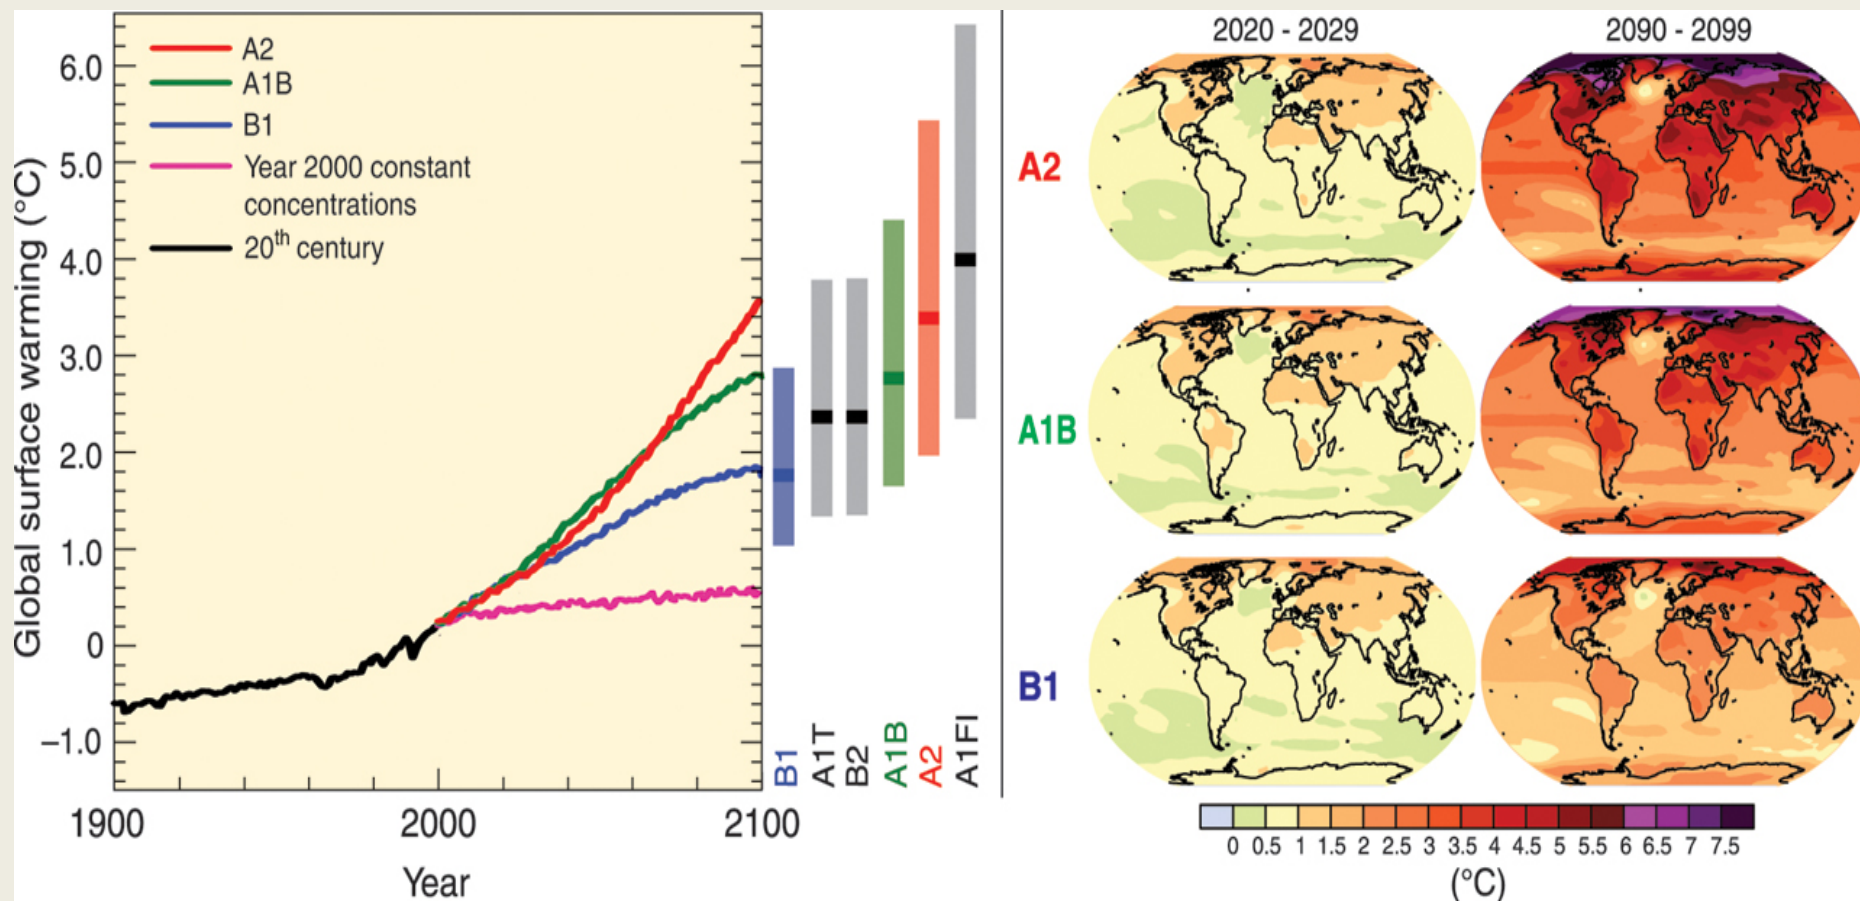 Global surface warming (°C)
6.0
5.0
4.0
3.0
2.0
1.0
0
−1.0
A2
A1B
B1
Year 2000 constant
concentrations
20th century
1900
2000
2100
Year
B1
A1T
B2
A1B
A2
A1FI
2020 - 2029
2090 - 2099
A2
A1B
B1
0 0.5 1 1.5 2 2.5 3 3.5 4 4.5 5 5.5 6 6.5 7 7.5
(°C)